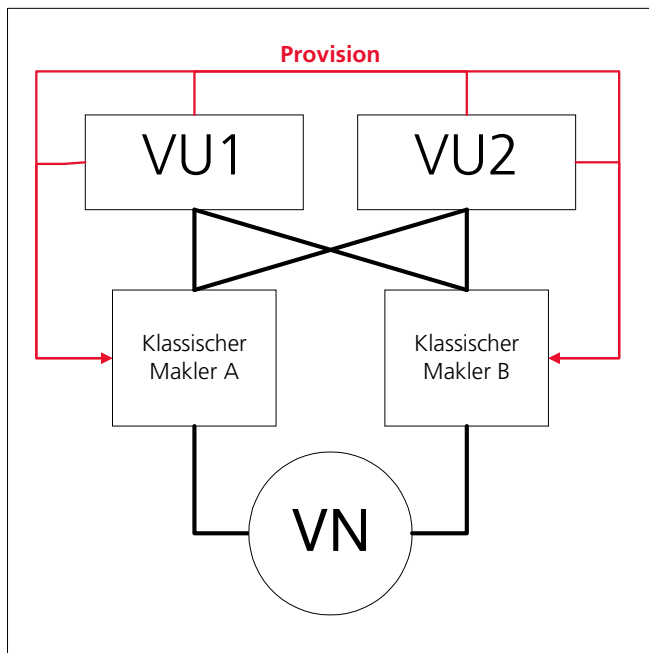 Provision
VU1
VU2
Klassischer
Makler A
Klassischer
Makler B
VN